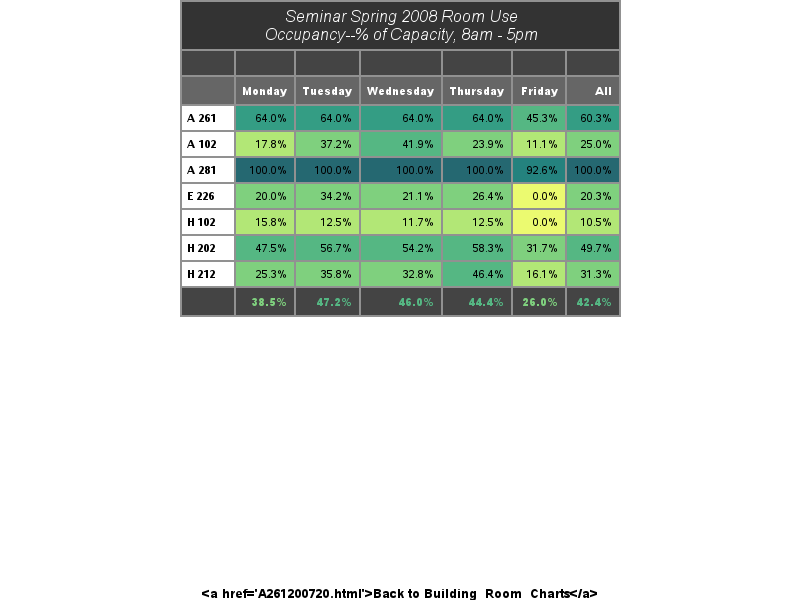 Seminar Spring 2008 Room Use
Occupancy--% of Capacity, 8am - 5pm
Monday Tuesday Wednesday Thursday Friday All
A 261 64.0% 64.0% 64.0% 64.0% 45.3% 60.3%
A 102 17.8% 37.2% 41.9% 23.9% 11.1% 25.0%
A 281 100.0% 100.0% 100.0% 100.0% 92.6% 100.0%
E 226 20.0% 34.2% 21.1% 26.4% 0.0% 20.3%
H 102 15.8% 12.5% 11.7% 12.5% 0.0% 10.5%
H 202 47.5% 56.7% 54.2% 58.3% 31.7% 49.7%
H 212 25.3% 35.8% 32.8% 46.4% 16.1% 31.3%
38.5% 47.2% 46.0% 44.4% 26.0% 42.4%
<a href='A261200720.html'>Back to Building_Room_Charts</a>